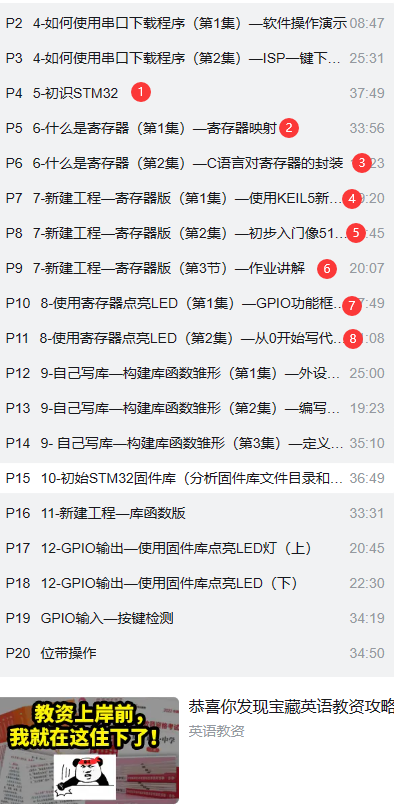 P2 4-如何使用串口下载程序（第1集）—软件操作演示 08:47
P3 4-如何使用串口下载程序（第2集）—ISP一键下... 25:31
P4 5-初识STM32 1 37:49
P5 6-什么是寄存器（第1集）—寄存器映射 2 33:56
P6 6-什么是寄存器（第2集）—C语言对寄存器的封装 3 :23
P7 7-新建工程—寄存器版（第1集）—使用KEIL5新... 4 :20
P8 7-新建工程—寄存器版（第2集）—初步入门像51... 5 :45
P9 7-新建工程—寄存器版（第3节）—作业讲解 6 20:07
P10 8-使用寄存器点亮LED（第1集）—GPIO功能框... 7 :49
P11 8-使用寄存器点亮LED（第2集）—从0开始写代... 8 :08
P12 9-自己写库—构建库函数雏形（第1集）—外设... 25:00
P13 9-自己写库—构建库函数雏形（第2集）—编写... 19:23
P14 9- 自己写库—构建库函数雏形（第3集）—定义... 35:10
P15 10-初始STM32固件库（分析固件库文件目录和... 36:49
P16 11-新建工程—库函数版 33:31
P17 12-GPIO输出—使用固件库点亮LED灯（上） 20:45
P18 12-GPIO输出—使用固件库点亮LED（下） 22:30
P19 GPIO输入—按键检测 34:19
P20 位带操作 34:50
教资上岸前，
我就在这住下了！
恭喜你发现宝藏英语教资攻略
英语教资